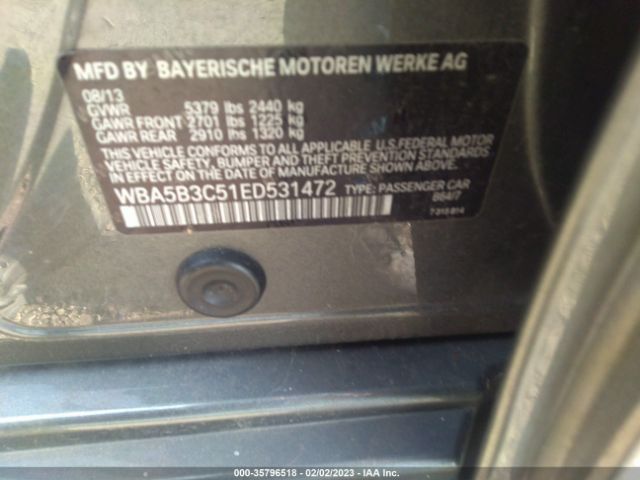 MFD BY BAYERISCHE MOTOREN WERKE AG
08/13
GVWR 5379 lbs 2440 kg
GAWR FRONT 2701 lbs 1225 kg
GAWR REAR 2910 lbs 1320 kg
THIS VEHICLE CONFORMS TO ALL APPLICABLE U.S. FEDERAL MOTOR
VEHICLE SAFETY, BUMPER AND THEFT PREVENTION STANDARDS
IN EFFECT ON THE DATE OF MANUFACTURE SHOWN ABOVE.
WBA5B3C51ED531472 TYPE: PASSENGER CAR
B64/7
000-35796518 - 02/02/2023 - IAA Inc.